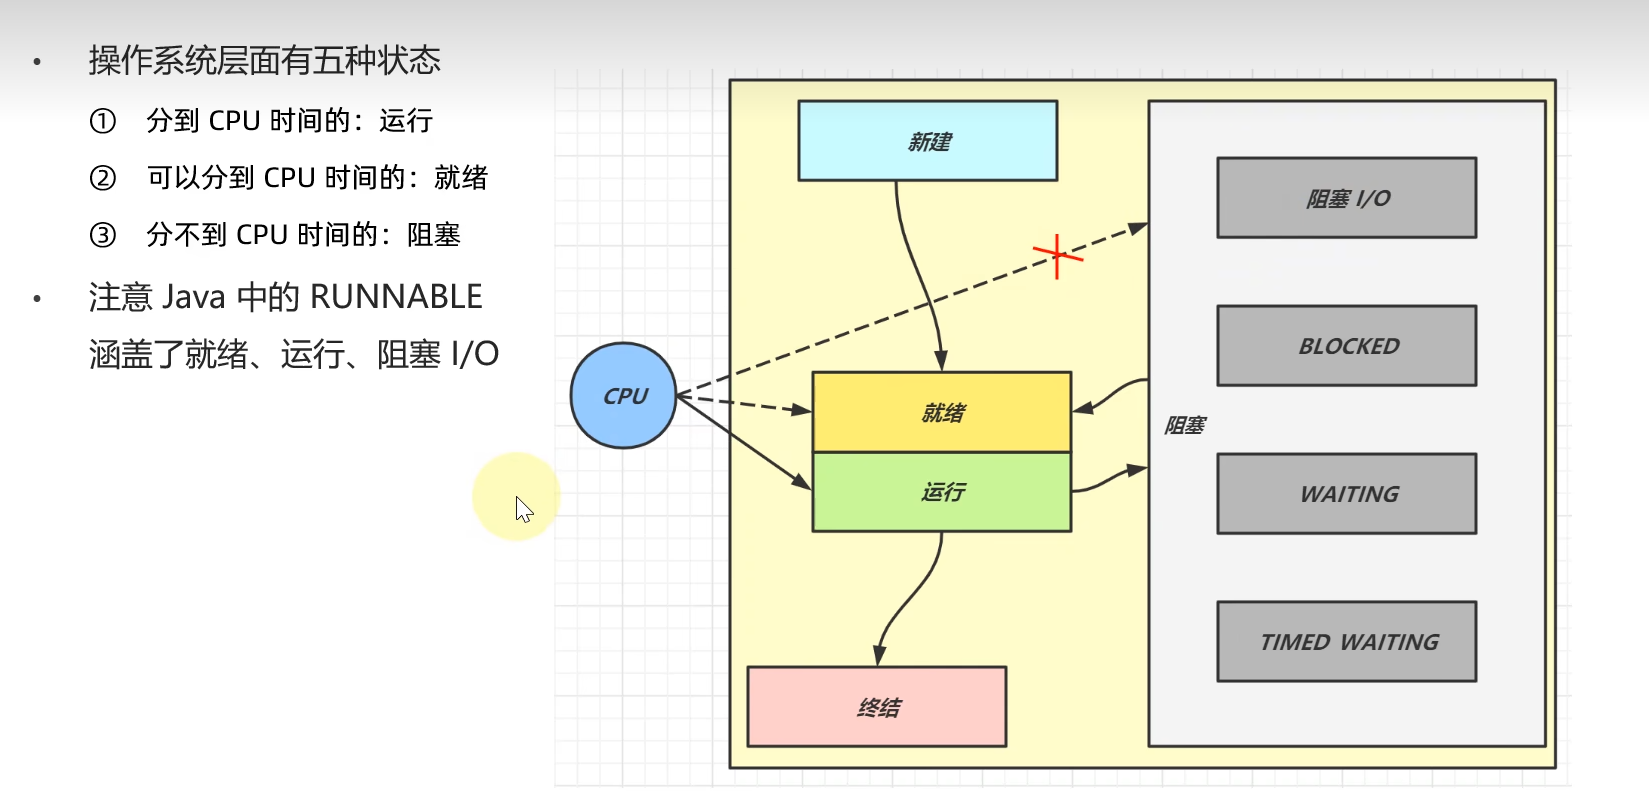 • 操作系统层面有五种状态
① 分到 CPU 时间的：运行
② 可以分到 CPU 时间的：就绪
③ 分不到 CPU 时间的：阻塞
• 注意 Java 中的 RUNNABLE
涵盖了就绪、运行、阻塞 I/O
CPU
新建
就绪
运行
终结
阻塞
阻塞 I/O
BLOCKED
WAITING
TIMED WAITING